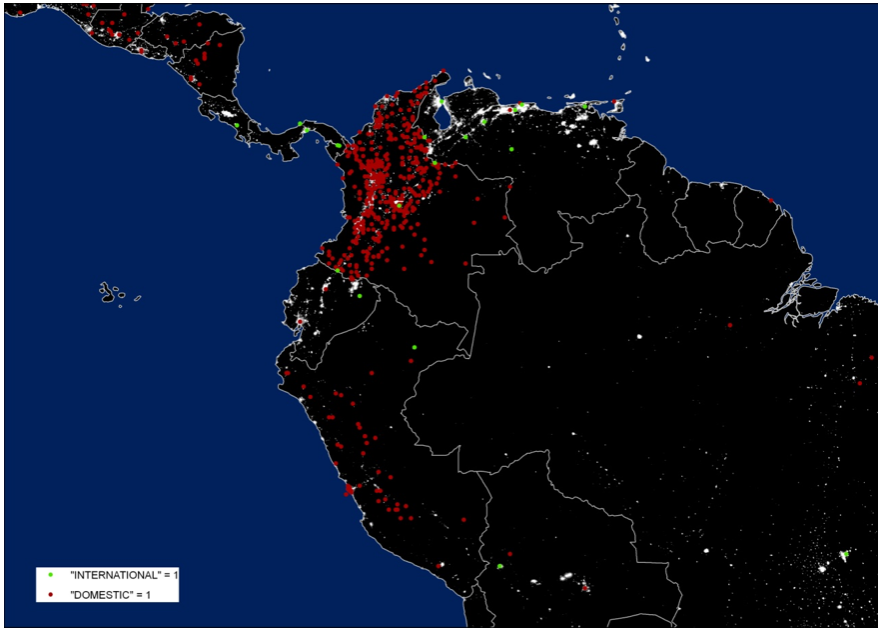 "INTERNATIONAL" = 1
"DOMESTIC" = 1